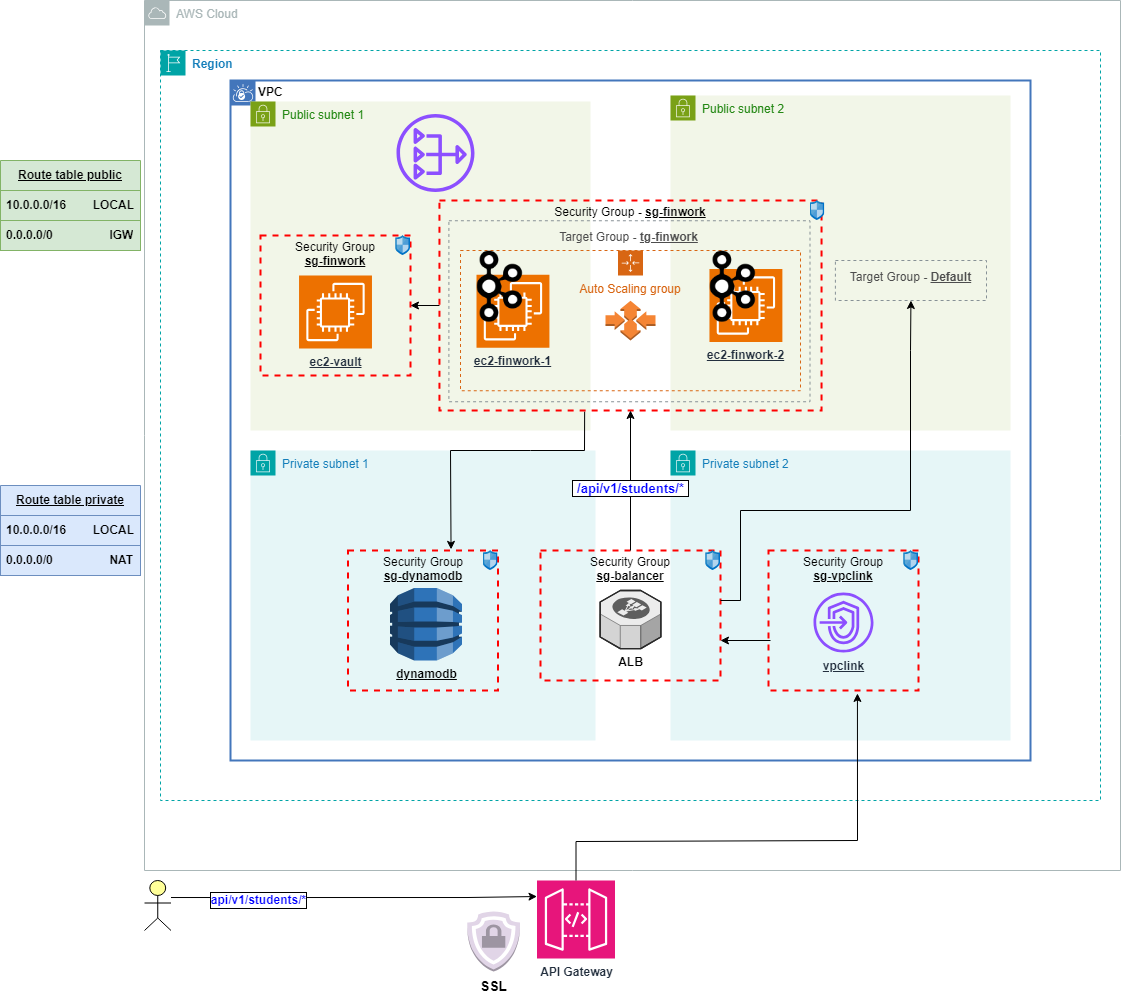 AWS Cloud
Region
VPC
Public subnet 1
Public subnet 2
Route table public
10.0.0.0/16 LOCAL
0.0.0.0/0 IGW
Security Group - sg-finwork
Target Group - tg-finwork
Security Group
sg-finwork
ec2-vault
Auto Scaling group
ec2-finwork-1
ec2-finwork-2
Target Group - Default
Private subnet 1
Private subnet 2
Route table private
10.0.0.0/16 LOCAL
0.0.0.0/0 NAT
/api/v1/students/*
Security Group
sg-dynamodb
dynamodb
Security Group
sg-balancer
ALB
Security Group
sg-vpclink
vpclink
api/v1/students/*
SSL
API Gateway